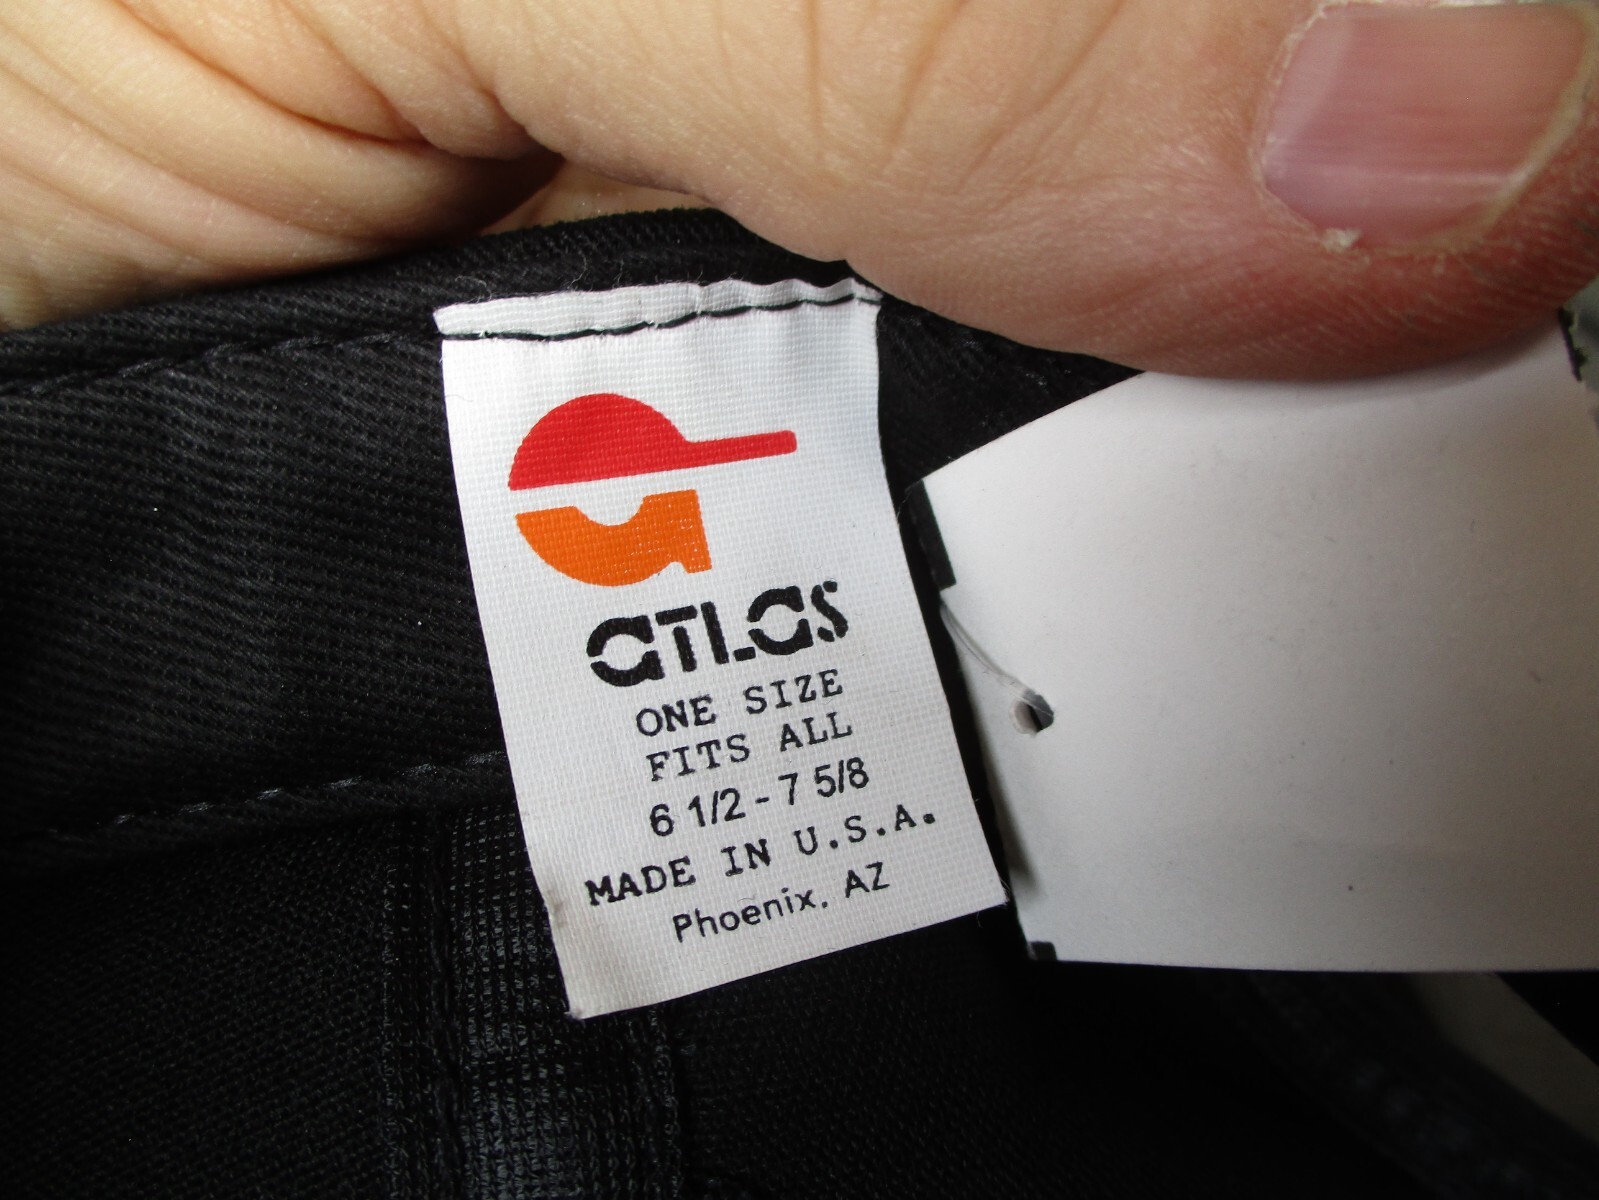 ATLAS
ONE SIZE
FITS ALL
6 1/2 - 7 5/8
MADE IN U.S.A.
Phoenix, AZ